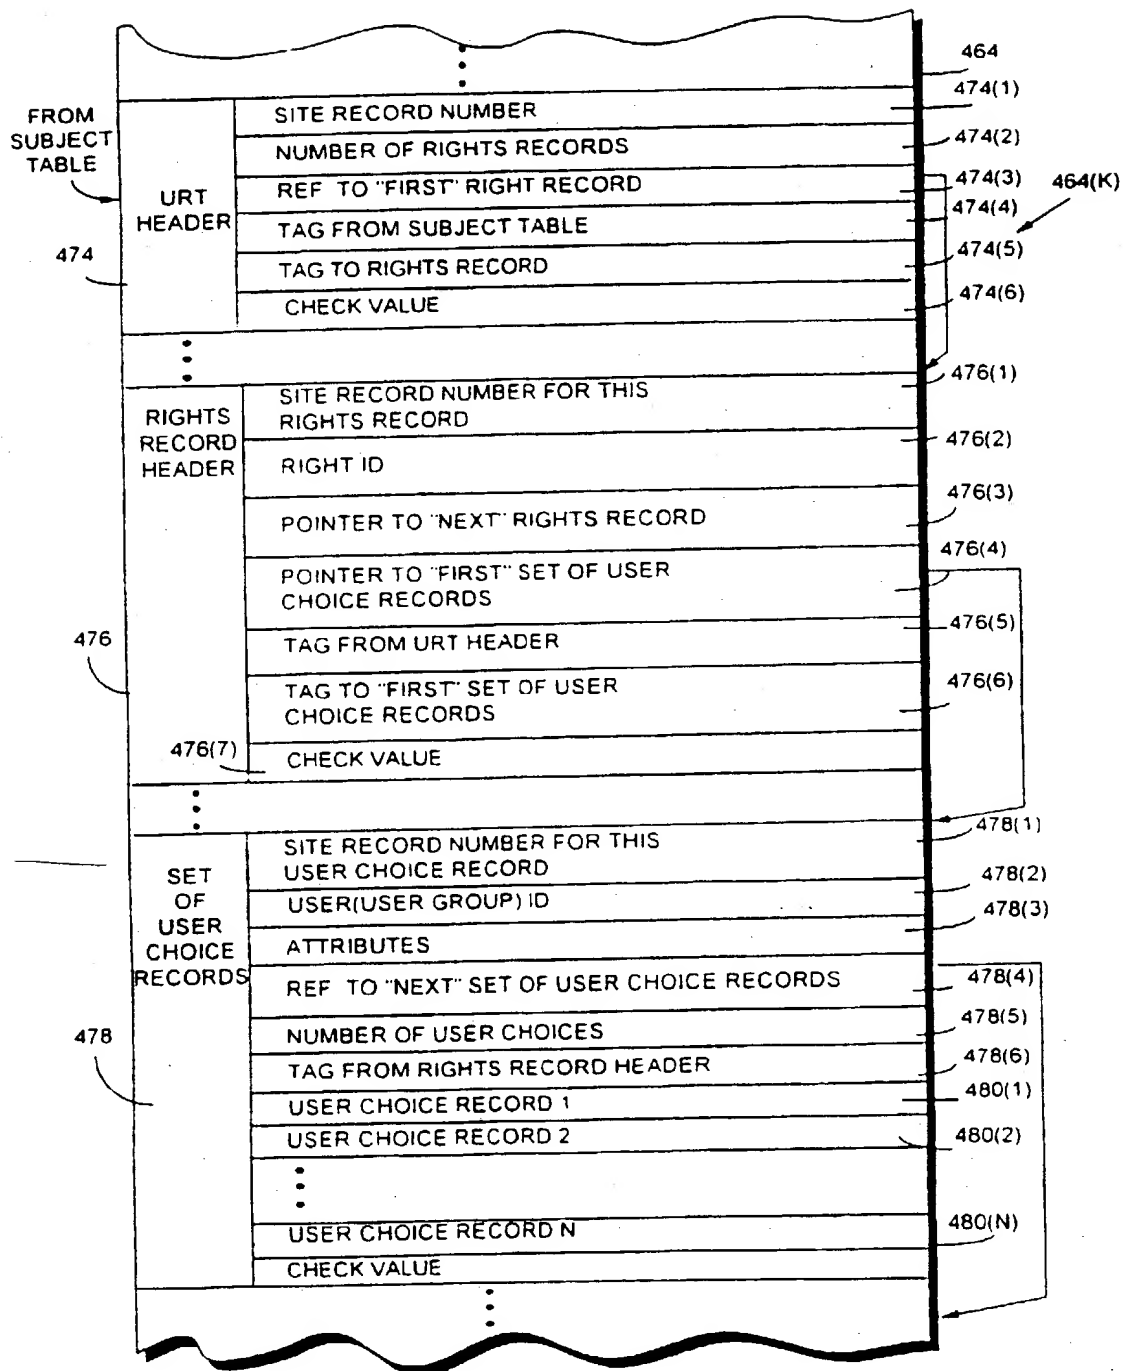 464
FROM
SUBJECT
TABLE
URT
HEADER
474
SITE RECORD NUMBER
474(1)
NUMBER OF RIGHTS RECORDS
474(2)
REF TO "FIRST" RIGHT RECORD
474(3)
464(K)
TAG FROM SUBJECT TABLE
474(4)
TAG TO RIGHTS RECORD
474(5)
CHECK VALUE
474(6)
RIGHTS
RECORD
HEADER
476
SITE RECORD NUMBER FOR THIS
RIGHTS RECORD
476(1)
RIGHT ID
476(2)
POINTER TO "NEXT" RIGHTS RECORD
476(3)
POINTER TO "FIRST" SET OF USER
CHOICE RECORDS
476(4)
TAG FROM URT HEADER
476(5)
TAG TO "FIRST" SET OF USER
CHOICE RECORDS
476(6)
476(7)
CHECK VALUE
SET
OF
USER
CHOICE
RECORDS
478
SITE RECORD NUMBER FOR THIS
USER CHOICE RECORD
478(1)
USER(USER GROUP) ID
478(2)
ATTRIBUTES
478(3)
REF TO "NEXT" SET OF USER CHOICE RECORDS
478(4)
NUMBER OF USER CHOICES
478(5)
TAG FROM RIGHTS RECORD HEADER
478(6)
USER CHOICE RECORD 1
480(1)
USER CHOICE RECORD 2
480(2)
USER CHOICE RECORD N
480(N)
CHECK VALUE